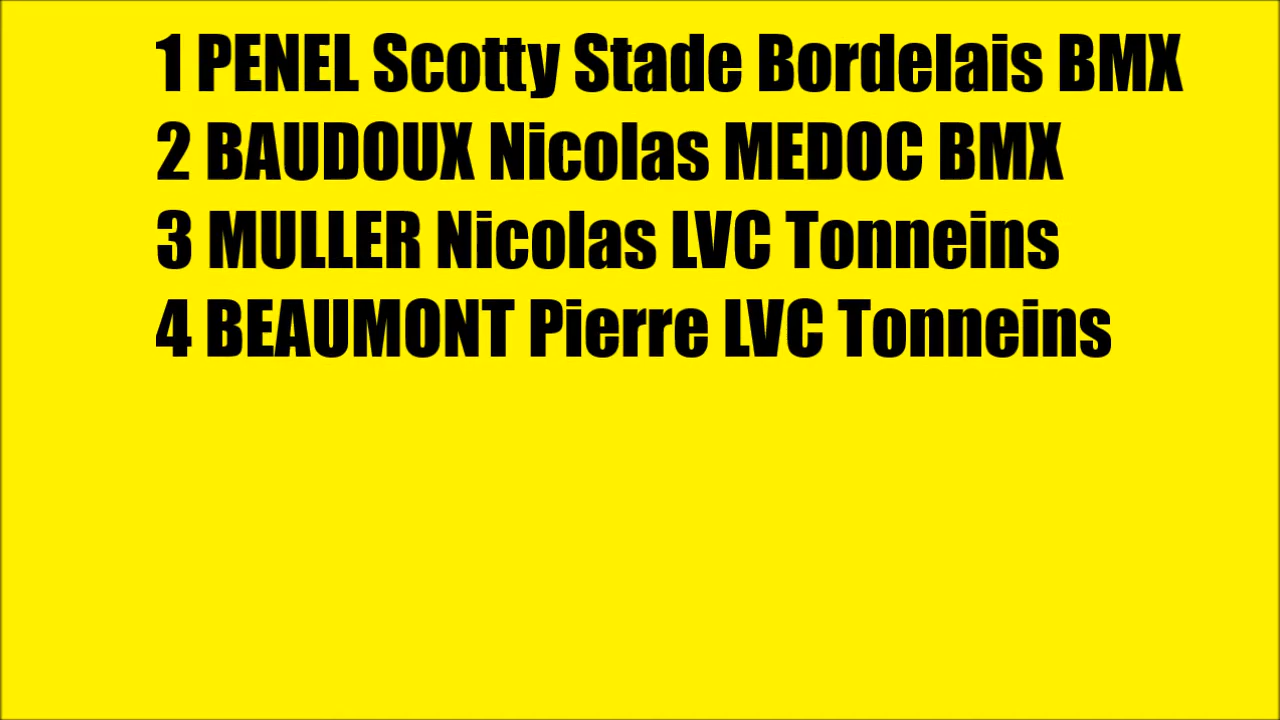 1 PENEL Scotty Stade Bordelais BMX
2 BAUDOUX Nicolas MEDOC BMX
3 MULLER Nicolas LVC Tonneins
4 BEAUMONT Pierre LVC Tonneins